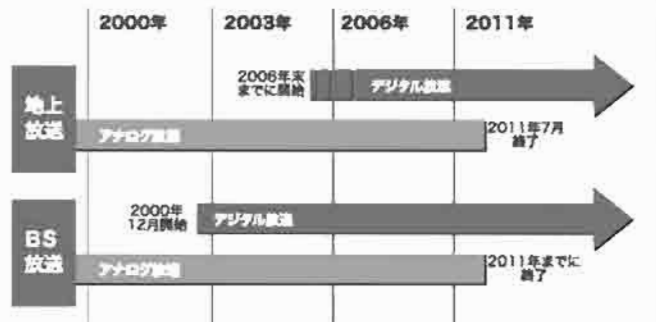 2000年
2003年
2006年
2011年
地上
放送
2006年末
までに開始
デジタル放送
アナログ放送
2011年7月
終了
BS
放送
2000年
12月開始
デジタル放送
アナログ放送
2011年までに
終了